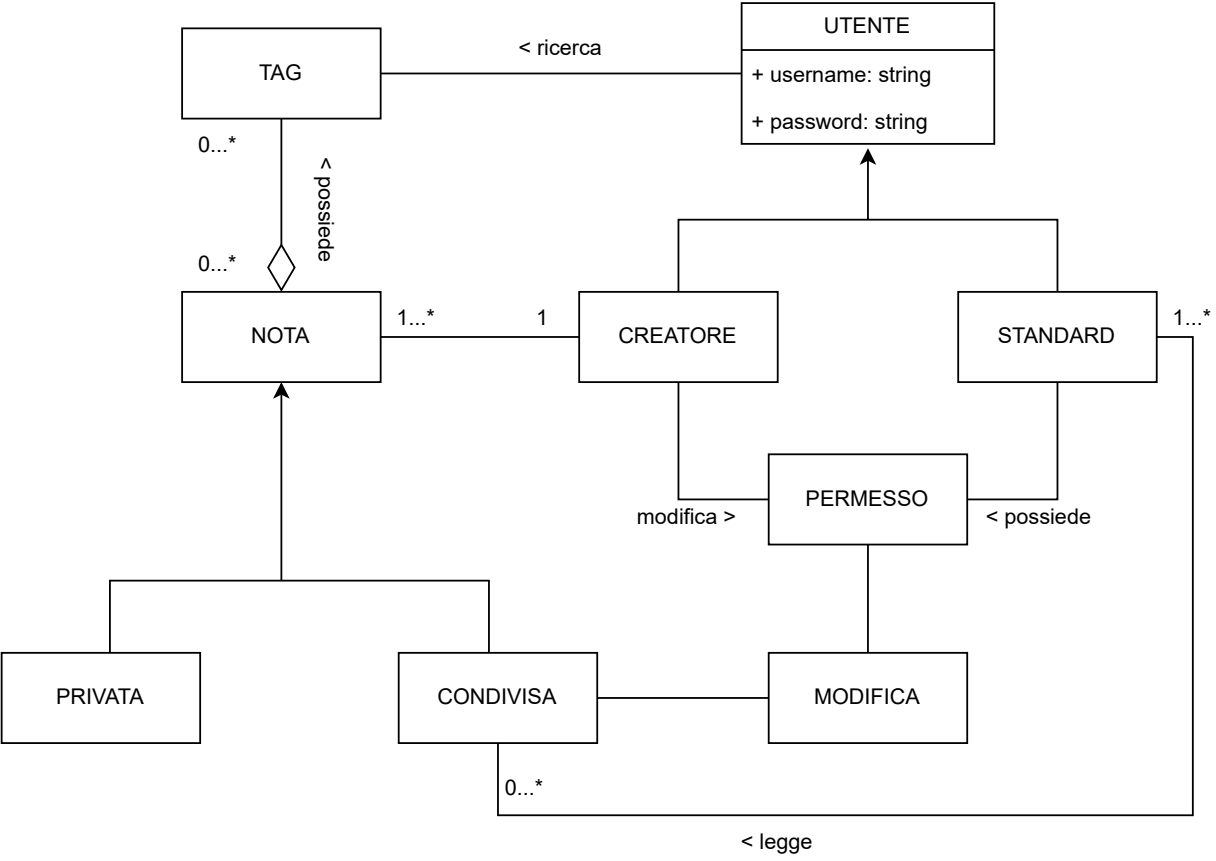 UTENTE
< ricerca
TAG
+ username: string
+ password: string
0...*
< possiede
0...*
1...*
1
1...*
NOTA
CREATORE
STANDARD
PERMESSO
modifica >
< possiede
PRIVATA
CONDIVISA
MODIFICA
0...*
< legge